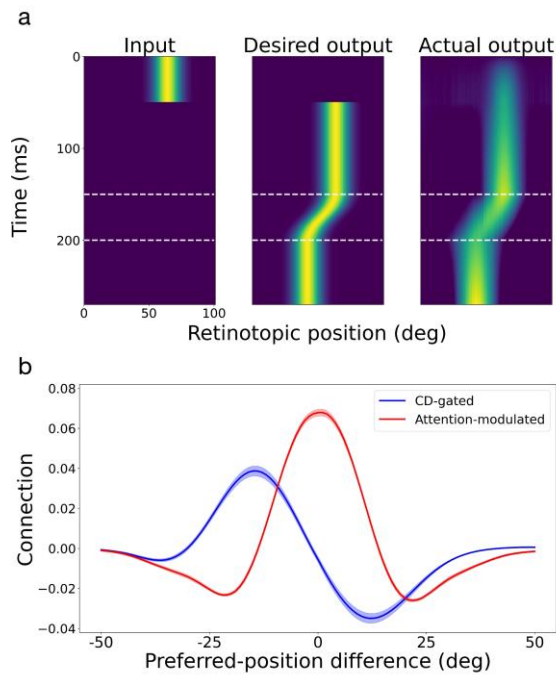 a
Input Desired output Actual output
0
100
200
Time (ms)
0 50 100
Retinotopic position (deg)
b
0.08
0.06
0.04
0.02
0.00
-0.02
-0.04
Connection
CD-gated
Attention-modulated
-50 -25 0 25 50
Preferred-position difference (deg)